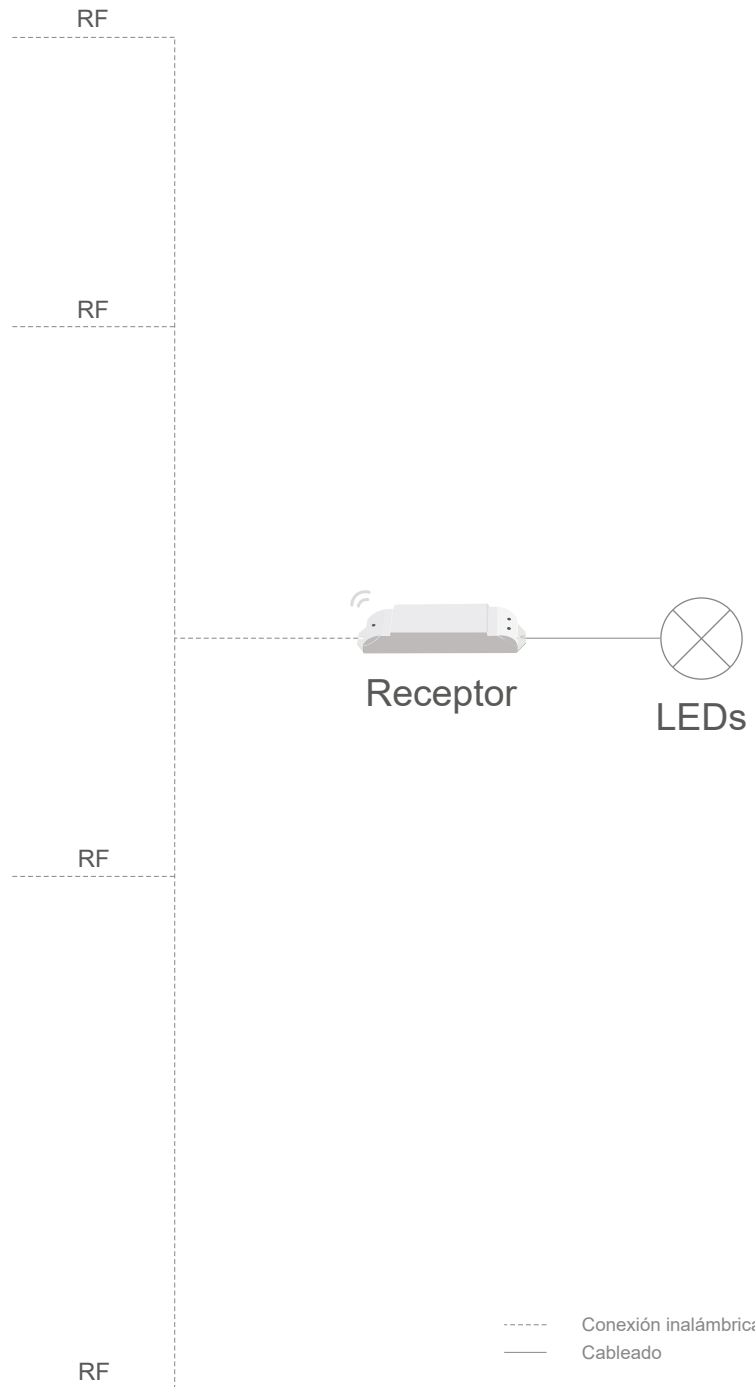 RF
RF
Receptor
LEDs
RF
Conexión inalámbrica
Cableado
RF